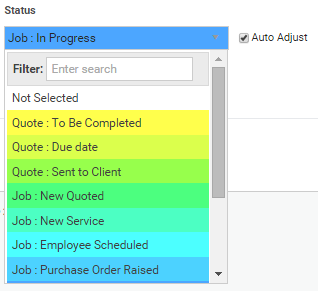 Status
Job : In Progress
Auto Adjust
Filter: Enter search
Not Selected
Quote : To Be Completed
Quote : Due date
Quote : Sent to Client
Job : New Quoted
Job : New Service
Job : Employee Scheduled
Job : Purchase Order Raised